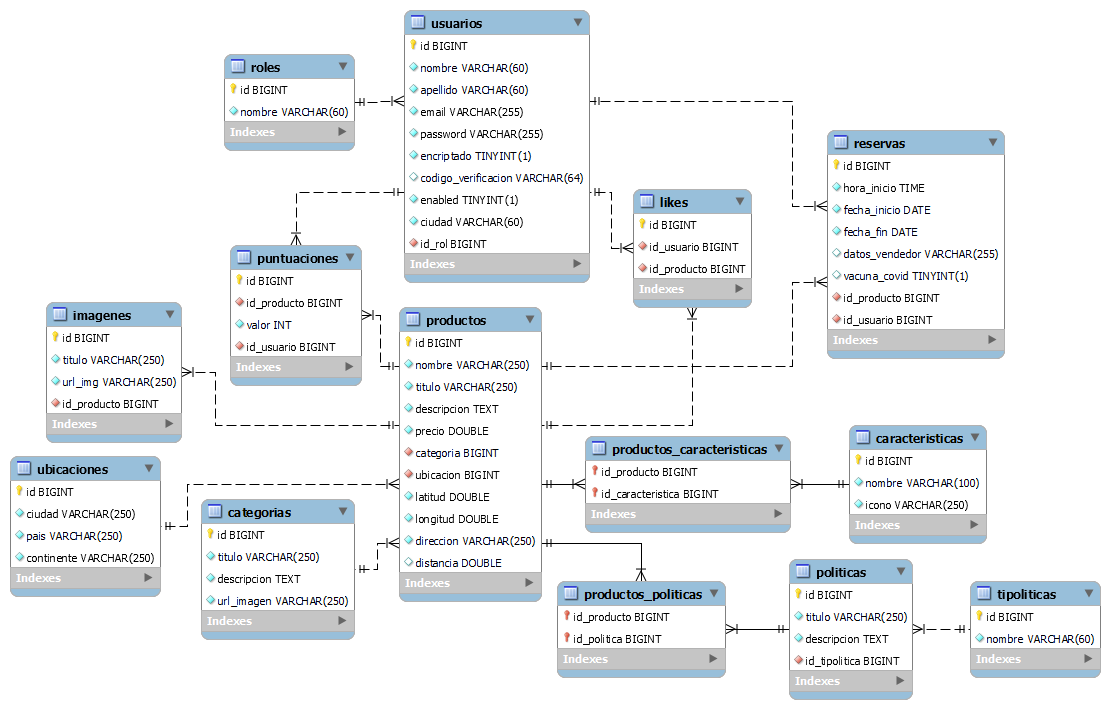 usuarios
id BIGINT
nombre VARCHAR(60)
apellido VARCHAR(60)
email VARCHAR(255)
password VARCHAR(255)
encriptado TINYINT(1)
codigo_verificacion VARCHAR(64)
enabled TINYINT(1)
ciudad VARCHAR(60)
id_rol BIGINT
Indexes
roles
id BIGINT
nombre VARCHAR(60)
Indexes
reservas
id BIGINT
hora_inicio TIME
fecha_inicio DATE
fecha_fin DATE
datos_vendedor VARCHAR(255)
vacuna_covid TINYINT(1)
id_producto BIGINT
id_usuario BIGINT
Indexes
likes
id BIGINT
id_usuario BIGINT
id_producto BIGINT
Indexes
puntuaciones
id BIGINT
id_producto BIGINT
valor INT
id_usuario BIGINT
Indexes
imagenes
id BIGINT
titulo VARCHAR(250)
url_img VARCHAR(250)
id_producto BIGINT
Indexes
productos
id BIGINT
nombre VARCHAR(250)
titulo VARCHAR(250)
descripcion TEXT
precio DOUBLE
categoria BIGINT
ubicacion BIGINT
latitud DOUBLE
longitud DOUBLE
direccion VARCHAR(250)
distancia DOUBLE
Indexes
productos_caracteristicas
id_producto BIGINT
id_caracteristica BIGINT
Indexes
caracteristicas
id BIGINT
nombre VARCHAR(100)
icono VARCHAR(250)
Indexes
ubicaciones
id BIGINT
ciudad VARCHAR(250)
pais VARCHAR(250)
continente VARCHAR(250)
Indexes
categorias
id BIGINT
titulo VARCHAR(250)
descripcion TEXT
url_imagen VARCHAR(250)
Indexes
productos_politicas
id_producto BIGINT
id_politica BIGINT
Indexes
politicas
id BIGINT
titulo VARCHAR(250)
descripcion TEXT
id_tipolitica BIGINT
Indexes
tipoliticas
id BIGINT
nombre VARCHAR(60)
Indexes